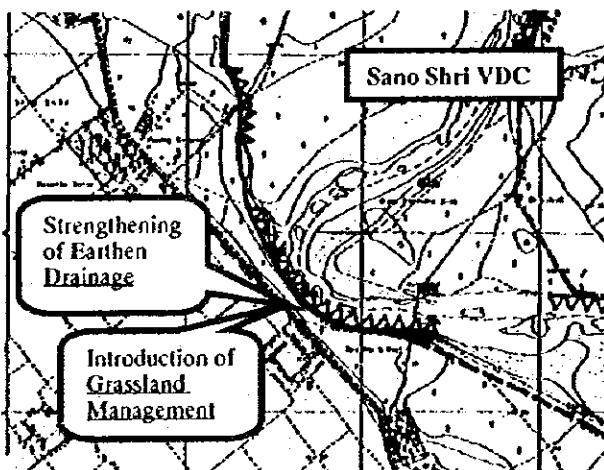 Sano Shri VDC
Strengthening
of Earthen
Drainage
Introduction of
Grassland
Management